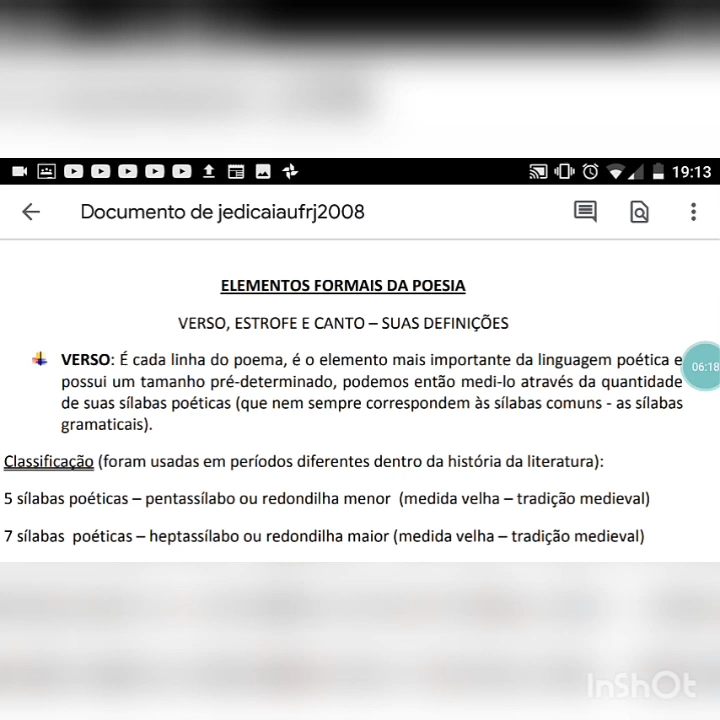 19:13
Documento de jedicaiaufrj2008
ELEMENTOS FORMAIS DA POESIA
VERSO, ESTROFE E CANTO – SUAS DEFINIÇÕES
VERSO: É cada linha do poema, é o elemento mais importante da linguagem poética e
possui um tamanho pré-determinado, podemos então medi-lo através da quantidade
de suas sílabas poéticas (que nem sempre correspondem às sílabas comuns - as sílabas
gramaticais).
06:18
Classificação (foram usadas em períodos diferentes dentro da história da literatura):
5 sílabas poéticas – pentassílabo ou redondilha menor (medida velha – tradição medieval)
7 sílabas poéticas – heptassílabo ou redondilha maior (medida velha – tradição medieval)
InShOt